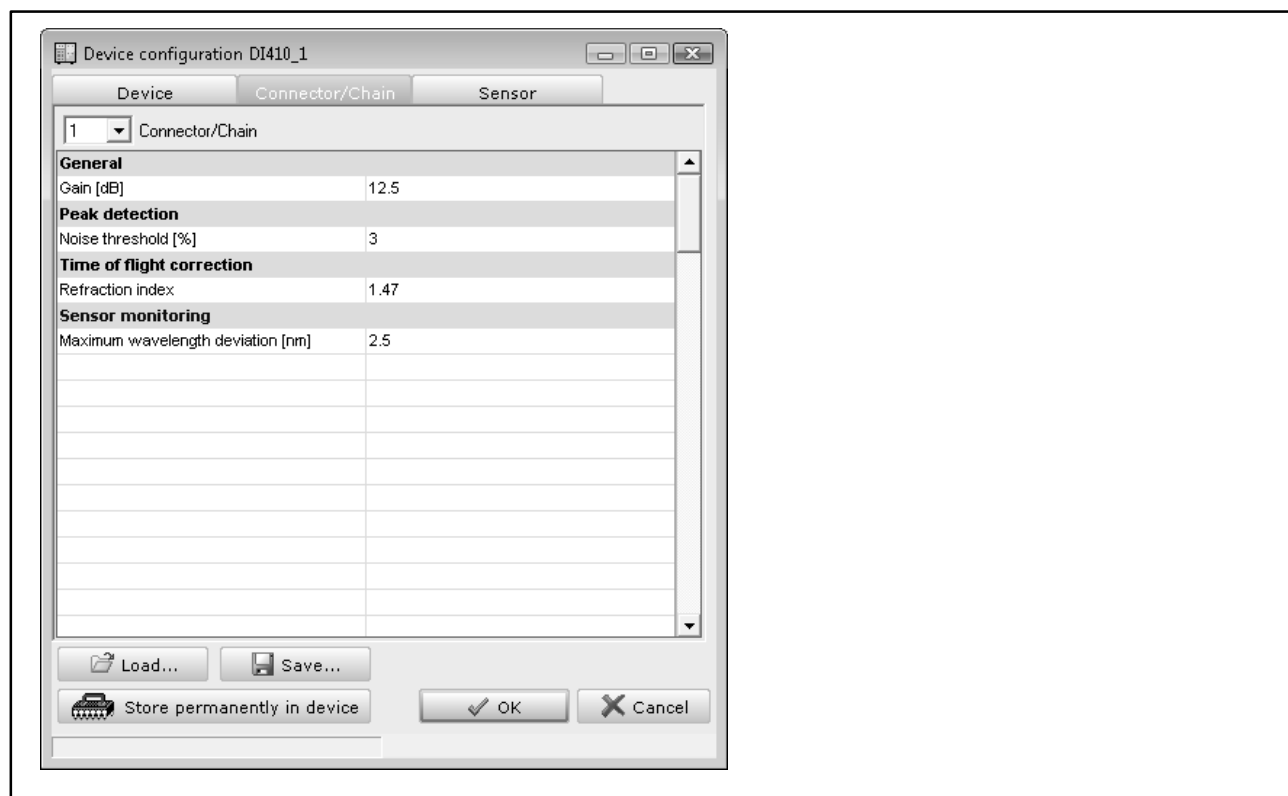 Device configuration DI410_1
Device Connector/Chain Sensor
1 Connector/Chain
General
Gain [dB] 12.5
Peak detection
Noise threshold [%] 3
Time of flight correction
Refraction index 1.47
Sensor monitoring
Maximum wavelength deviation [nm] 2.5
Load... Save...
Store permanently in device OK Cancel